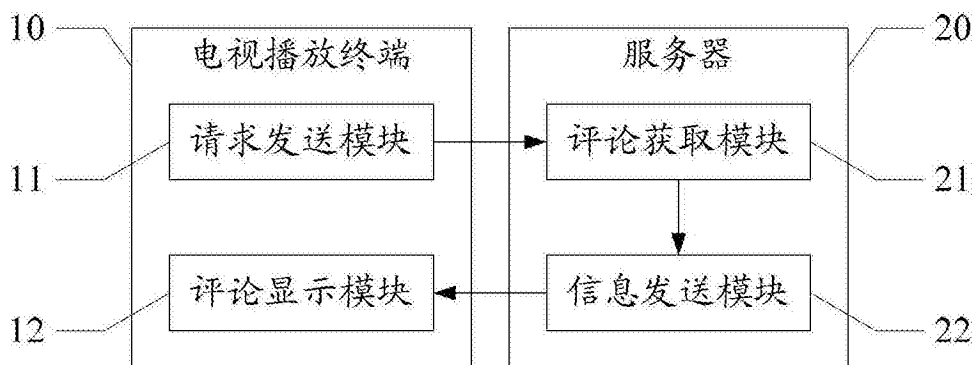 10
电视播放终端
服务器
20
请求发送模块
评论获取模块
11
21
评论显示模块
信息发送模块
12
22